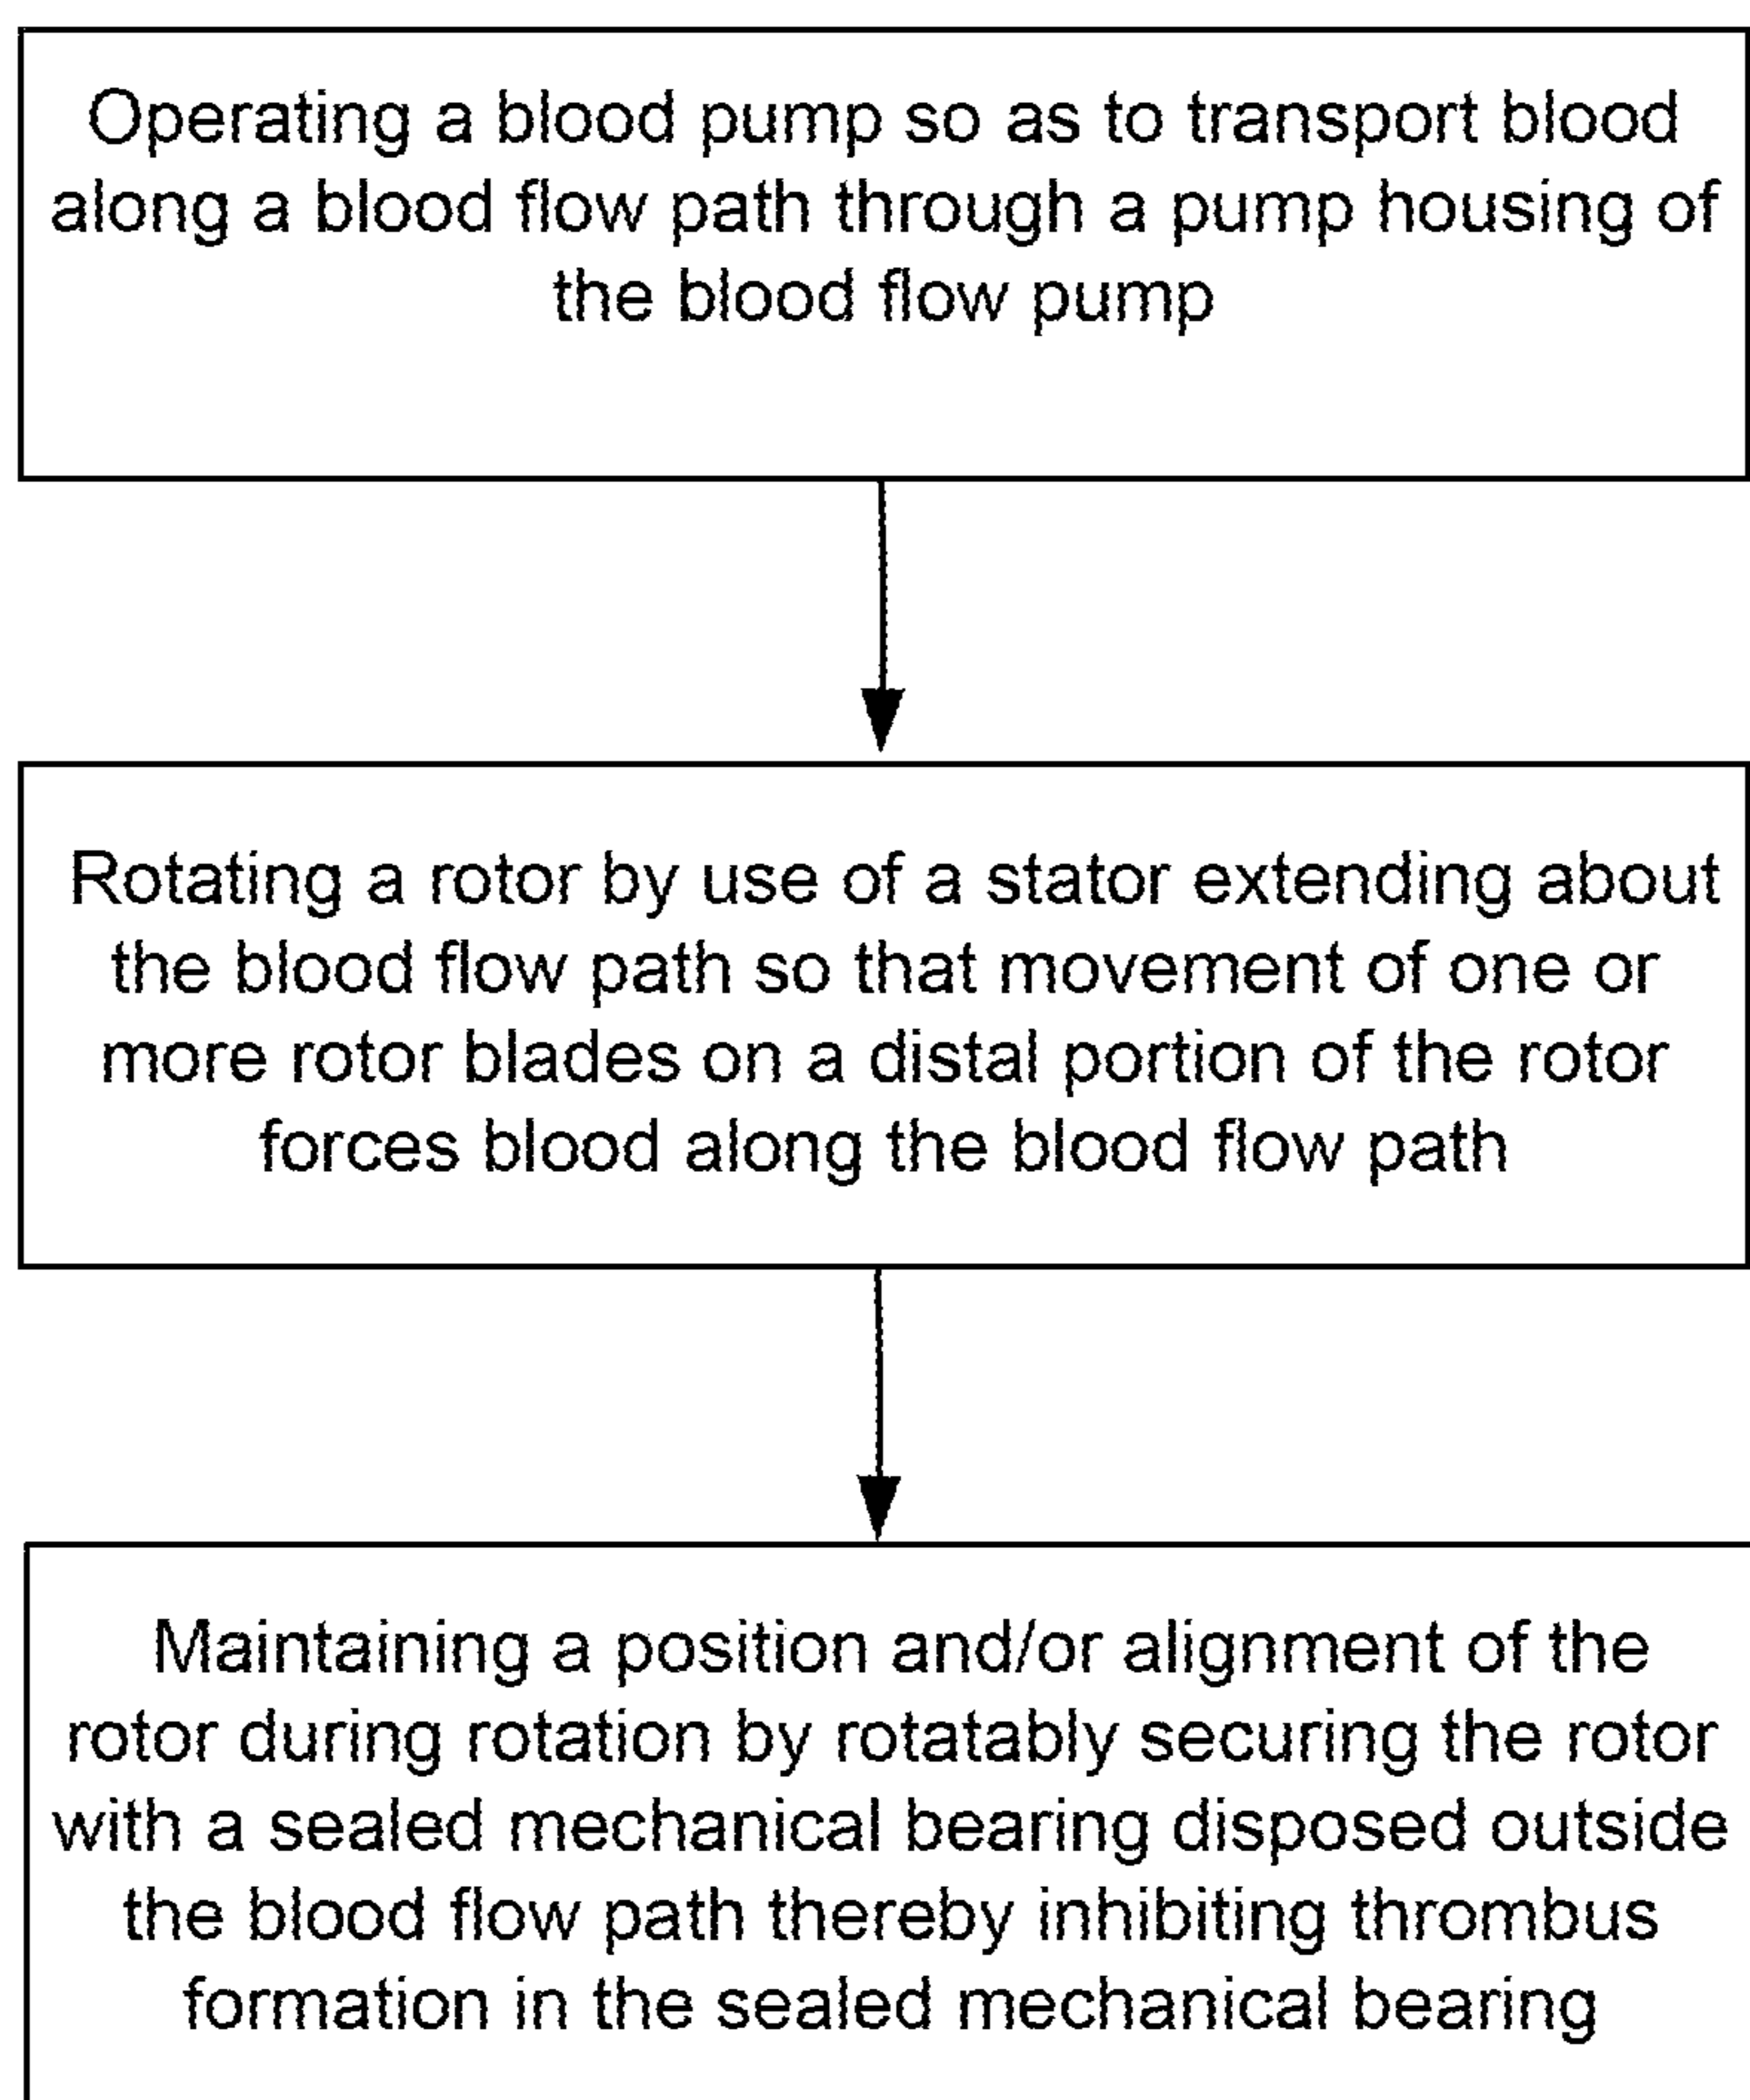 Operating a blood pump so as to transport blood
along a blood flow path through a pump housing of
the blood flow pump
Rotating a rotor by use of a stator extending about
the blood flow path so that movement of one or
more rotor blades on a distal portion of the rotor
forces blood along the blood flow path
Maintaining a position and/or alignment of the
rotor during rotation by rotatably securing the rotor
with a sealed mechanical bearing disposed outside
the blood flow path thereby inhibiting thrombus
formation in the sealed mechanical bearing